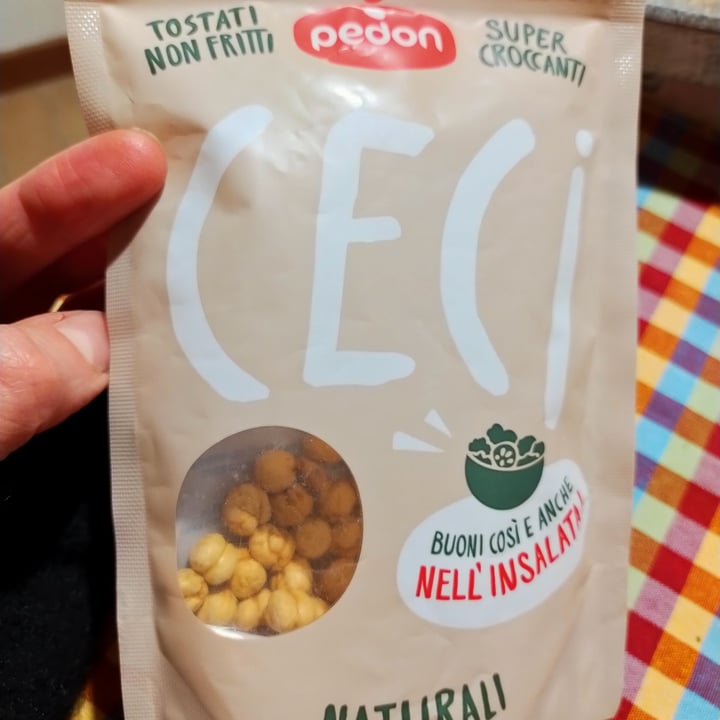 TOSTATI
NON FRITTI
pedon
SUPER
CROCCANTI
CECi
BUONI COSÌ E ANCHE
NELL'INSALATA!
NATURALI